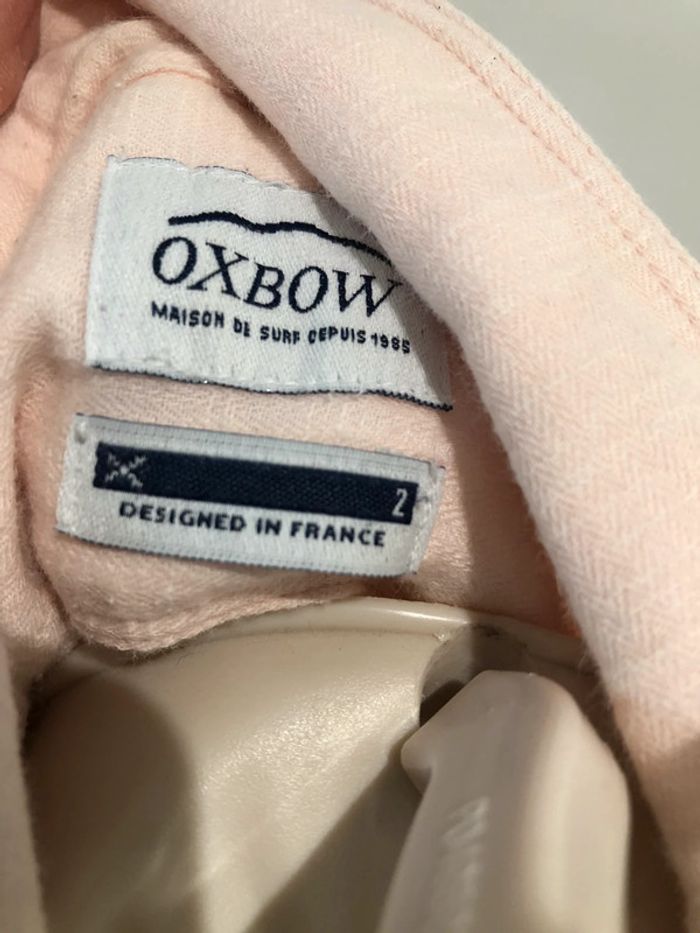 OXBOW
MAISON DE SURF DEPUIS 1985
2
DESIGNED IN FRANCE